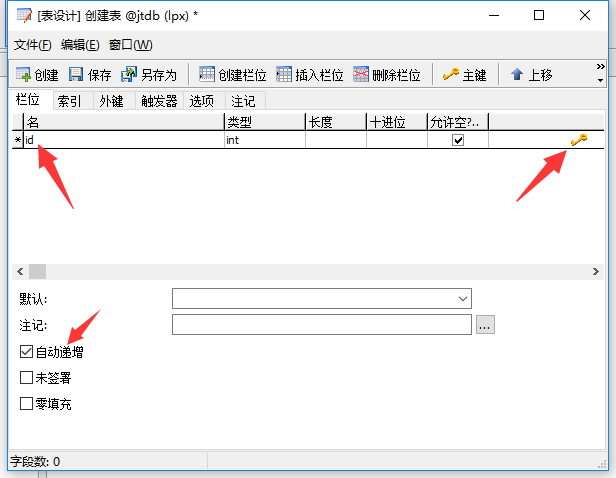 [表设计] 创建表 @jtdb (lpx) *
文件(F) 编辑(E) 窗口(W)
创建 保存 另存为 创建栏位 插入栏位 删除栏位 主键 上移
栏位 索引 外键 触发器 选项 注记
名 类型 长度 十进位 允许空?..
* id int
默认:
注记: ...
自动递增
未签署
零填充
字段数: 0